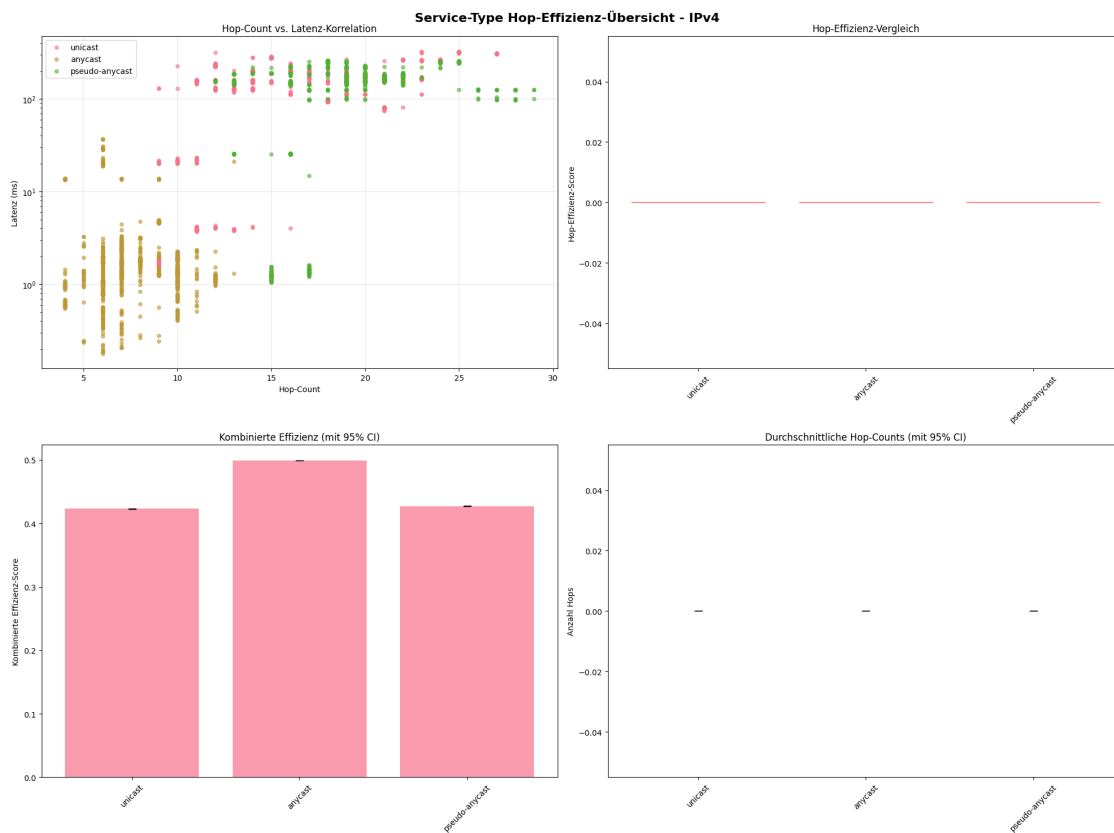 Service-Type Hop-Effizienz-Übersicht - IPv4
Hop-Count vs. Latenz-Korrelation
unicast
anycast
pseudo-anycast
10²
10¹
10⁰
Latenz (ms)
5
10
15
20
25
30
Hop-Count
Hop-Effizienz-Vergleich
0.04
0.02
0.00
−0.02
−0.04
Hop-Effizienz-Score
unicast
anycast
pseudo-anycast
Kombinierte Effizienz (mit 95% CI)
0.5
0.4
0.3
0.2
0.1
0.0
Kombinierte Effizienz-Score
unicast
anycast
pseudo-anycast
Durchschnittliche Hop-Counts (mit 95% CI)
0.04
0.02
0.00
−0.02
−0.04
Anzahl Hops
unicast
anycast
pseudo-anycast